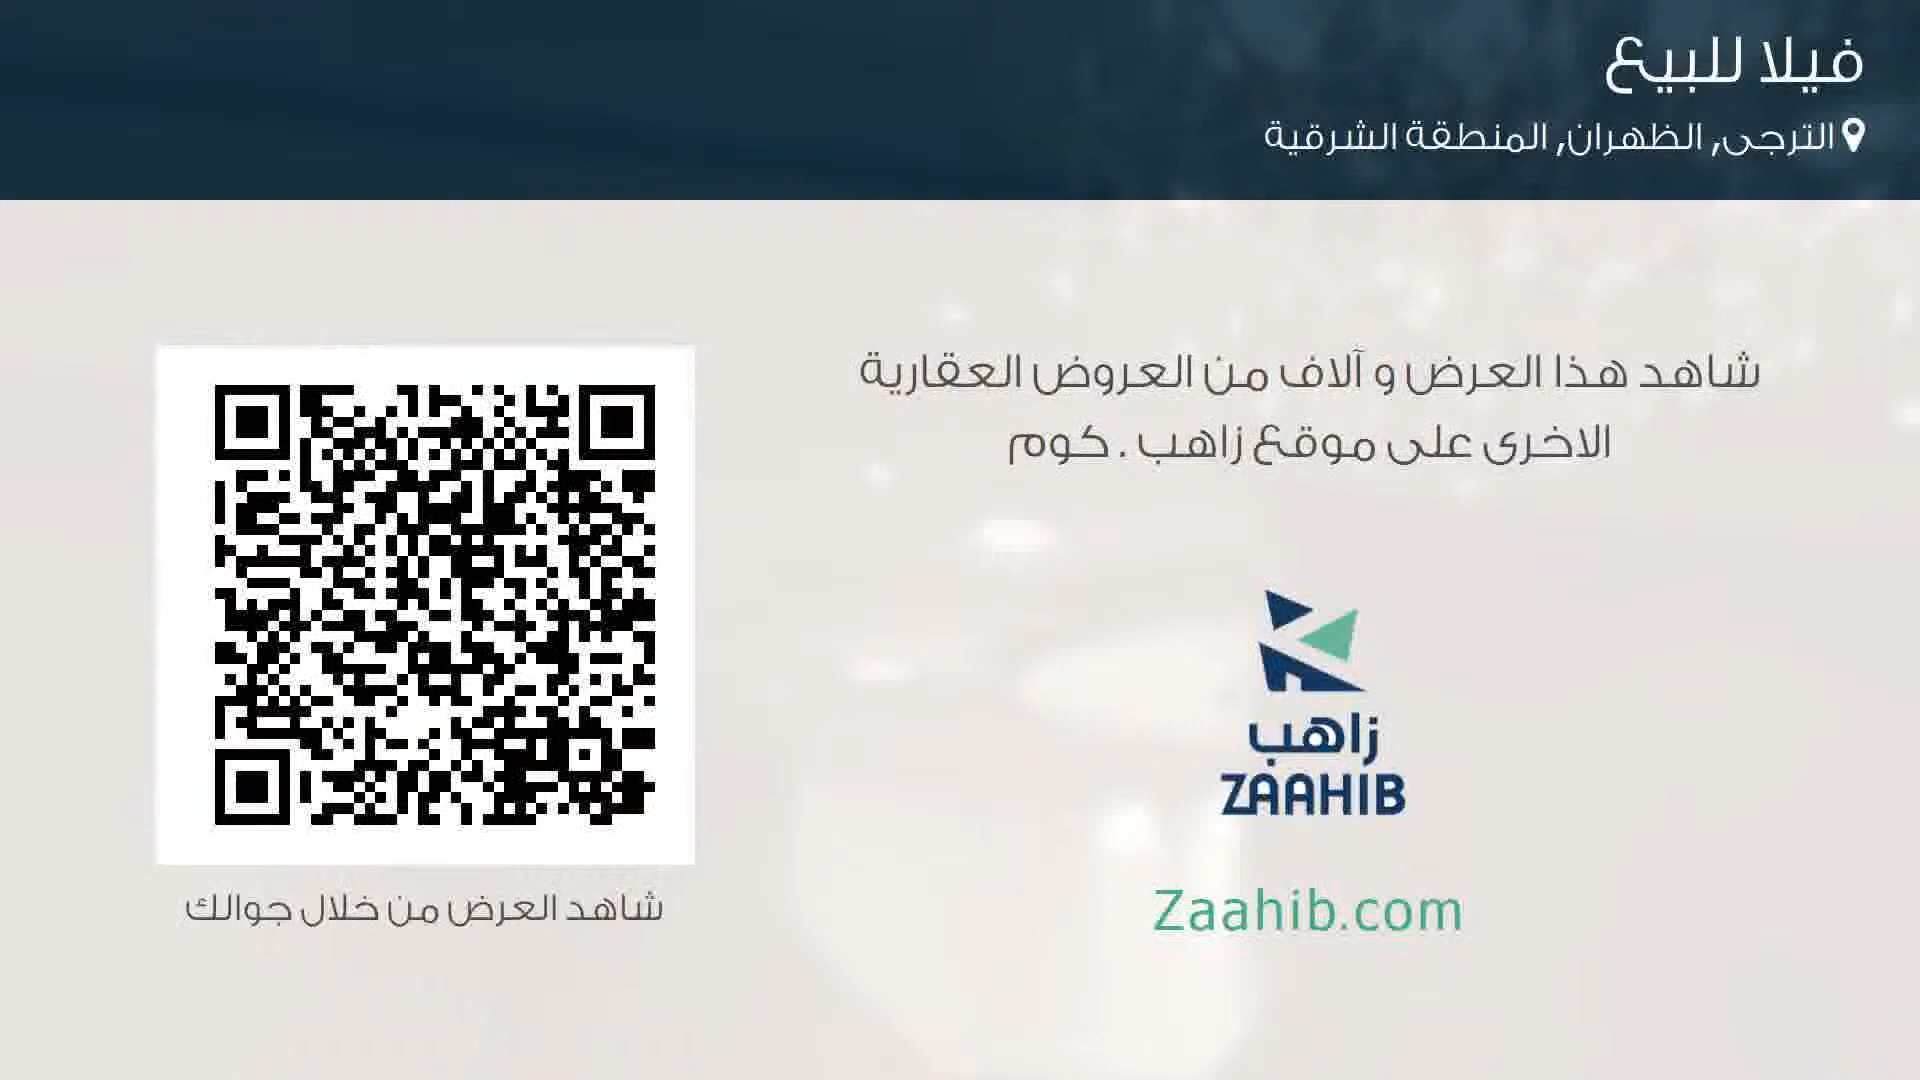 فيلا للبيع
الترجى, الظهران, المنطقة الشرقية
شاهد هذا العرض و آلاف من العروض العقارية
الاخرى على موقع زاهب . كوم
زاهب
ZAAHIB
Zaahib.com
شاهد العرض من خلال جوالك